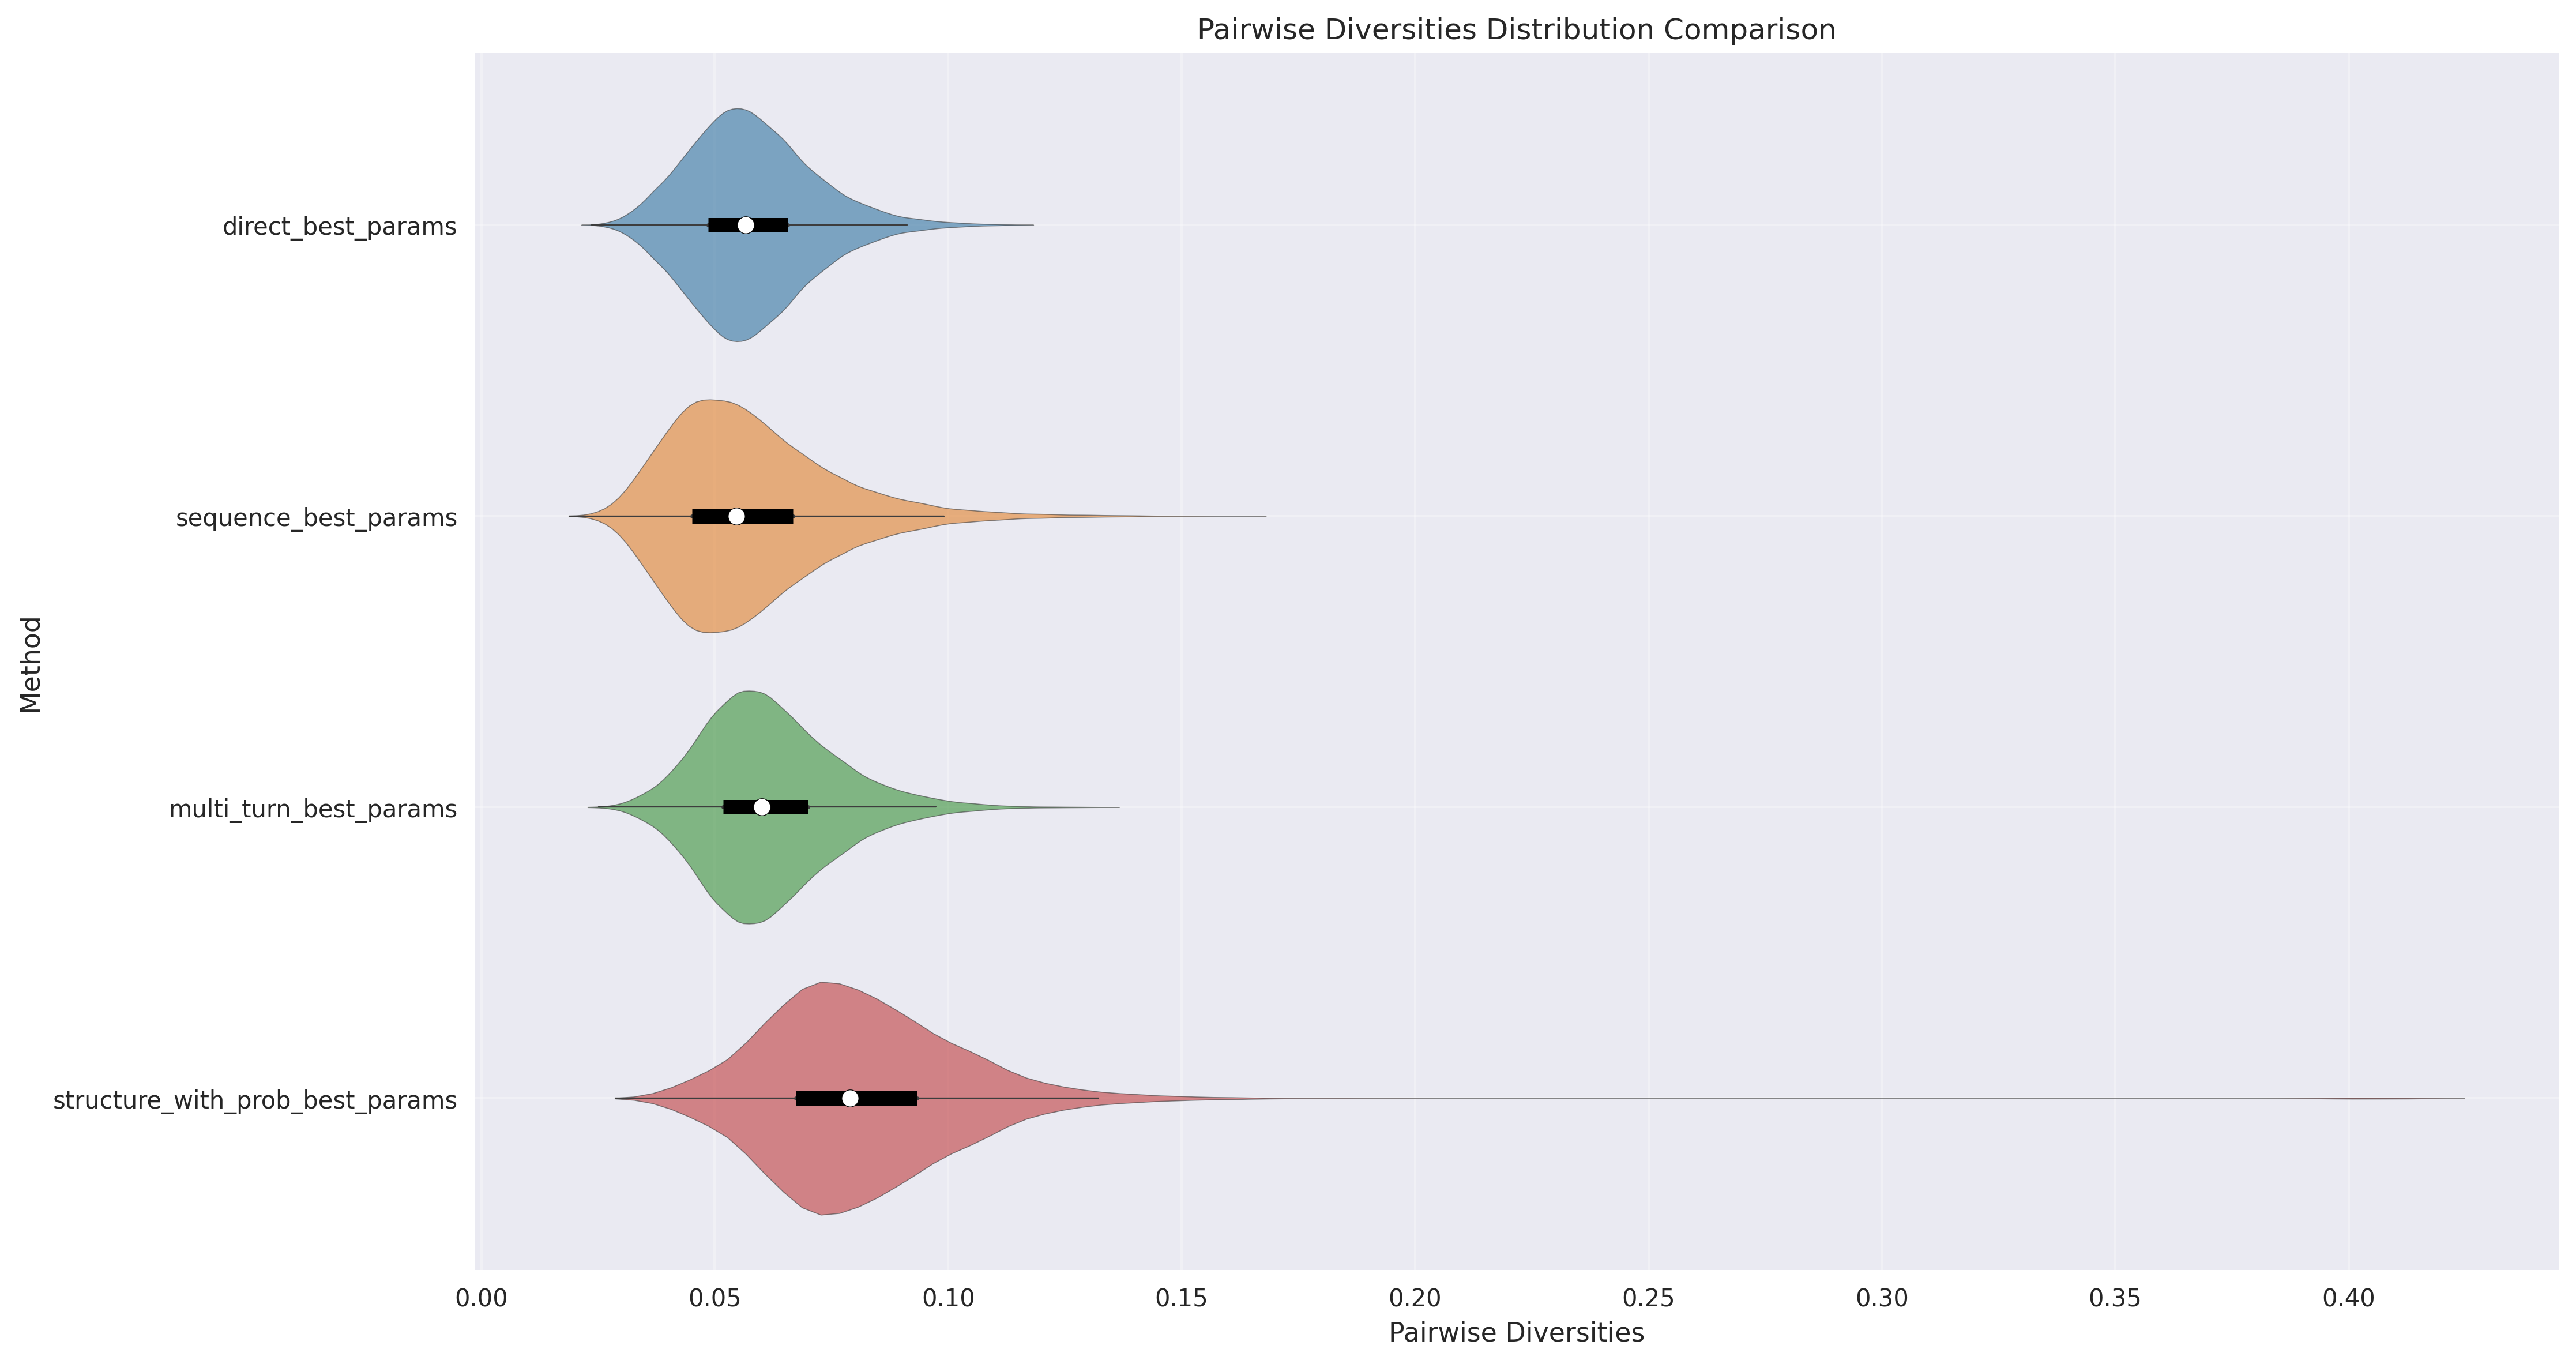 Pairwise Diversities Distribution Comparison
Method
direct_best_params
sequence_best_params
multi_turn_best_params
structure_with_prob_best_params
0.00 0.05 0.10 0.15 0.20 0.25 0.30 0.35 0.40
Pairwise Diversities